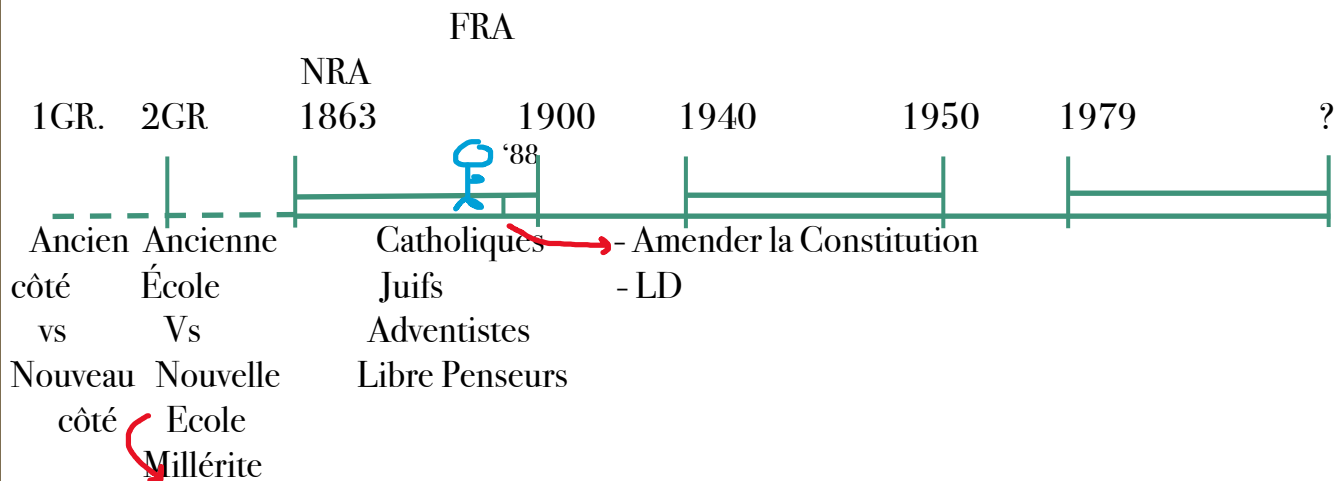 FRA
NRA
1GR. 2GR 1863 1900 1940 1950 1979 ?
‘88
Ancien Ancienne Catholiques - Amender la Constitution
côté École Juifs - LD
vs Vs Adventistes
Nouveau Nouvelle Libre Penseurs
côté Ecole
Millérite